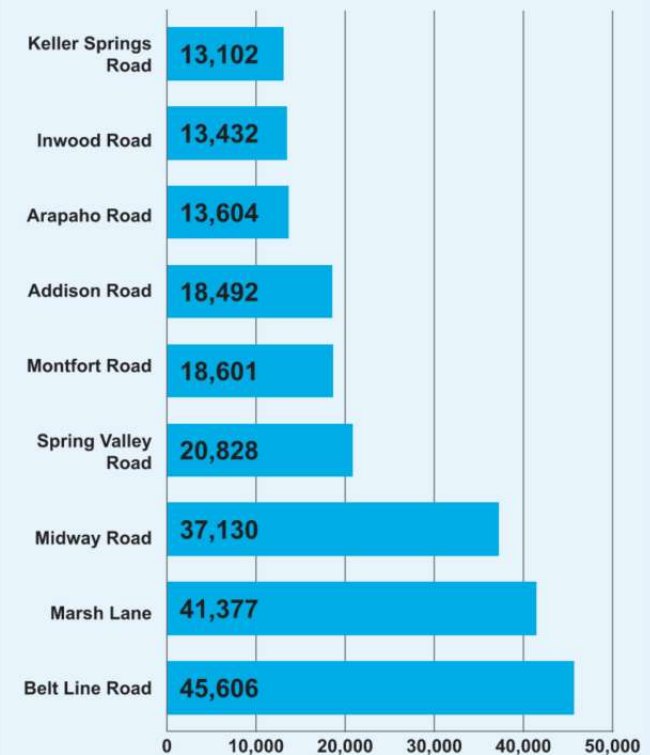 Keller Springs
Road
13,102
Inwood Road
13,432
Arapaho Road
13,604
Addison Road
18,492
Montfort Road
18,601
Spring Valley
Road
20,828
Midway Road
37,130
Marsh Lane
41,377
Belt Line Road
45,606
0 10,000 20,000 30,000 40,000 50,000